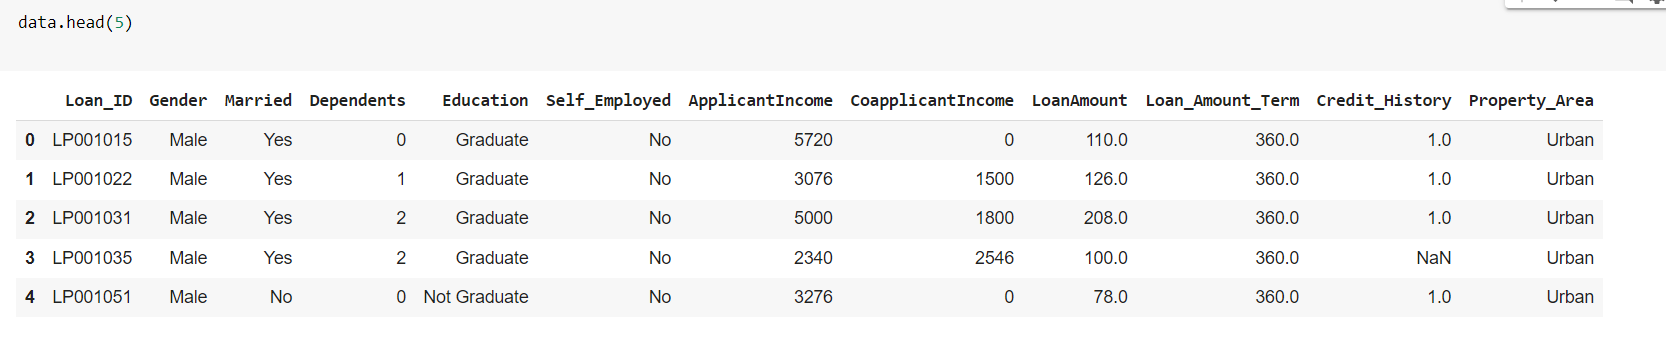 data.head(5)
Loan_ID Gender Married Dependents Education Self_Employed ApplicantIncome CoapplicantIncome LoanAmount Loan_Amount_Term Credit_History Property_Area
0 LP001015 Male Yes 0 Graduate No 5720 0 110.0 360.0 1.0 Urban
1 LP001022 Male Yes 1 Graduate No 3076 1500 126.0 360.0 1.0 Urban
2 LP001031 Male Yes 2 Graduate No 5000 1800 208.0 360.0 1.0 Urban
3 LP001035 Male Yes 2 Graduate No 2340 2546 100.0 360.0 NaN Urban
4 LP001051 Male No 0 Not Graduate No 3276 0 78.0 360.0 1.0 Urban